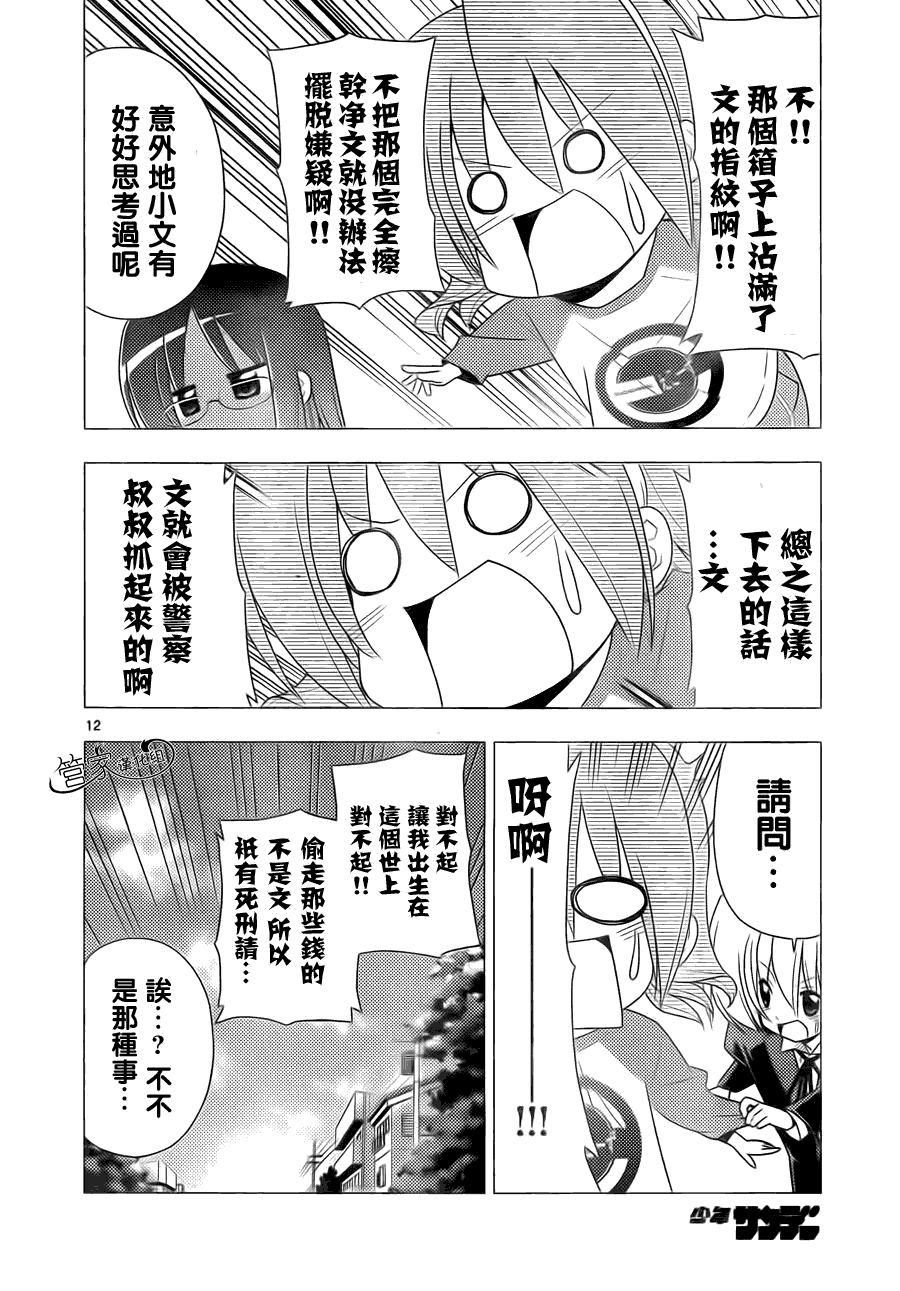 不!!
那個箱子上沾滿了
文的指紋啊!!
不把那個完全擦
幹净文就没辦法
擺脱嫌疑啊!!
意外地小文有
好好思考過呢
總之這樣
下去的話
…文
文就會被警察
叔叔抓起來的啊
12
請問…
呀啊——!!!
對不起
讓我出生在
這個世上
對不起!!
偷走那些錢的
不是文 所以
衹有死刑請…
誒…? 不不
是那種事…
管家漢化組
少年サンデー